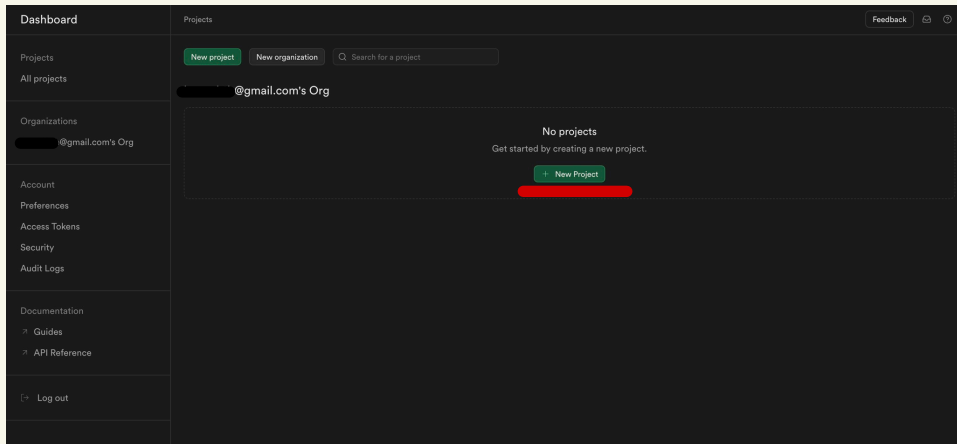 Dashboard
Projects
Feedback
Projects
All projects
Organizations
@gmail.com's Org
Account
Preferences
Access Tokens
Security
Audit Logs
Documentation
Guides
API Reference
Log out
New project
New organization
Search for a project
@gmail.com's Org
No projects
Get started by creating a new project.
+ New Project